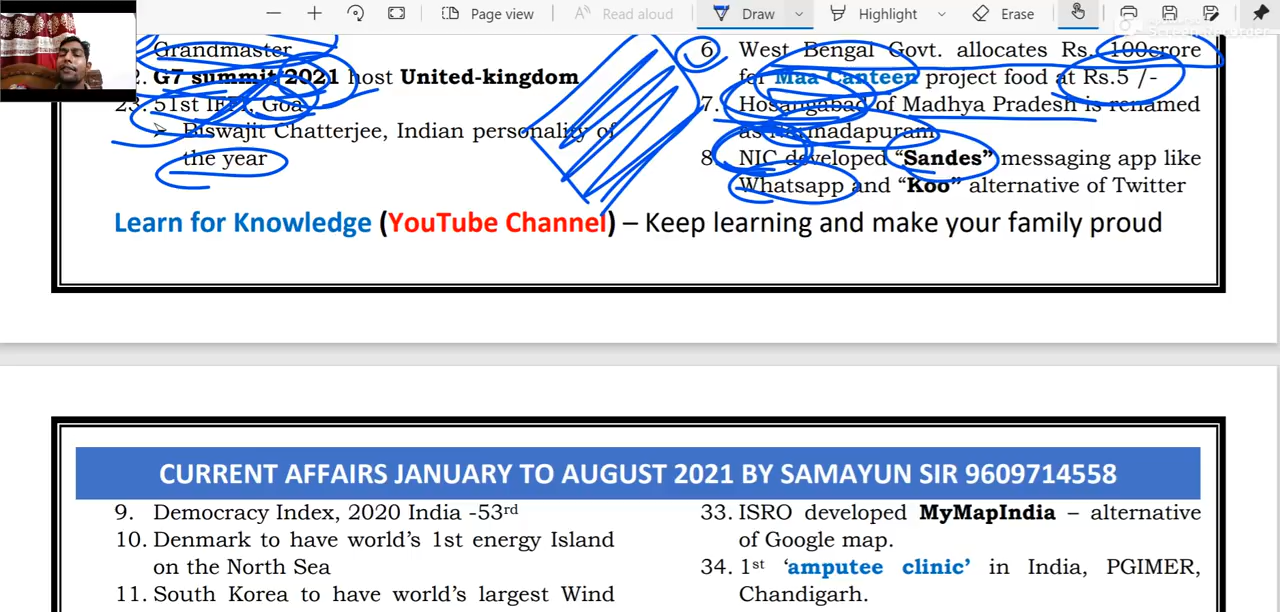 Page view
Read aloud
Draw
Highlight
Erase
Grandmaster
G7 summit 2021 host United-kingdom
23. 51st IFFI, Goa
➢ Biswajit Chatterjee, Indian personality of
the year
6. West Bengal Govt. allocates Rs. 100crore
for Maa Canteen project food at Rs.5 /-
7. Hosangabad of Madhya Pradesh is renamed
as Narmadapuram
8. NIC developed “Sandes” messaging app like
Whatsapp and “Koo” alternative of Twitter
Learn for Knowledge (YouTube Channel) – Keep learning and make your family proud
CURRENT AFFAIRS JANUARY TO AUGUST 2021 BY SAMAYUN SIR 9609714558
9. Democracy Index, 2020 India -53rd
10. Denmark to have world’s 1st energy Island
on the North Sea
11. South Korea to have world’s largest Wind
33. ISRO developed MyMapIndia – alternative
of Google map.
34. 1st ‘amputee clinic’ in India, PGIMER,
Chandigarh.